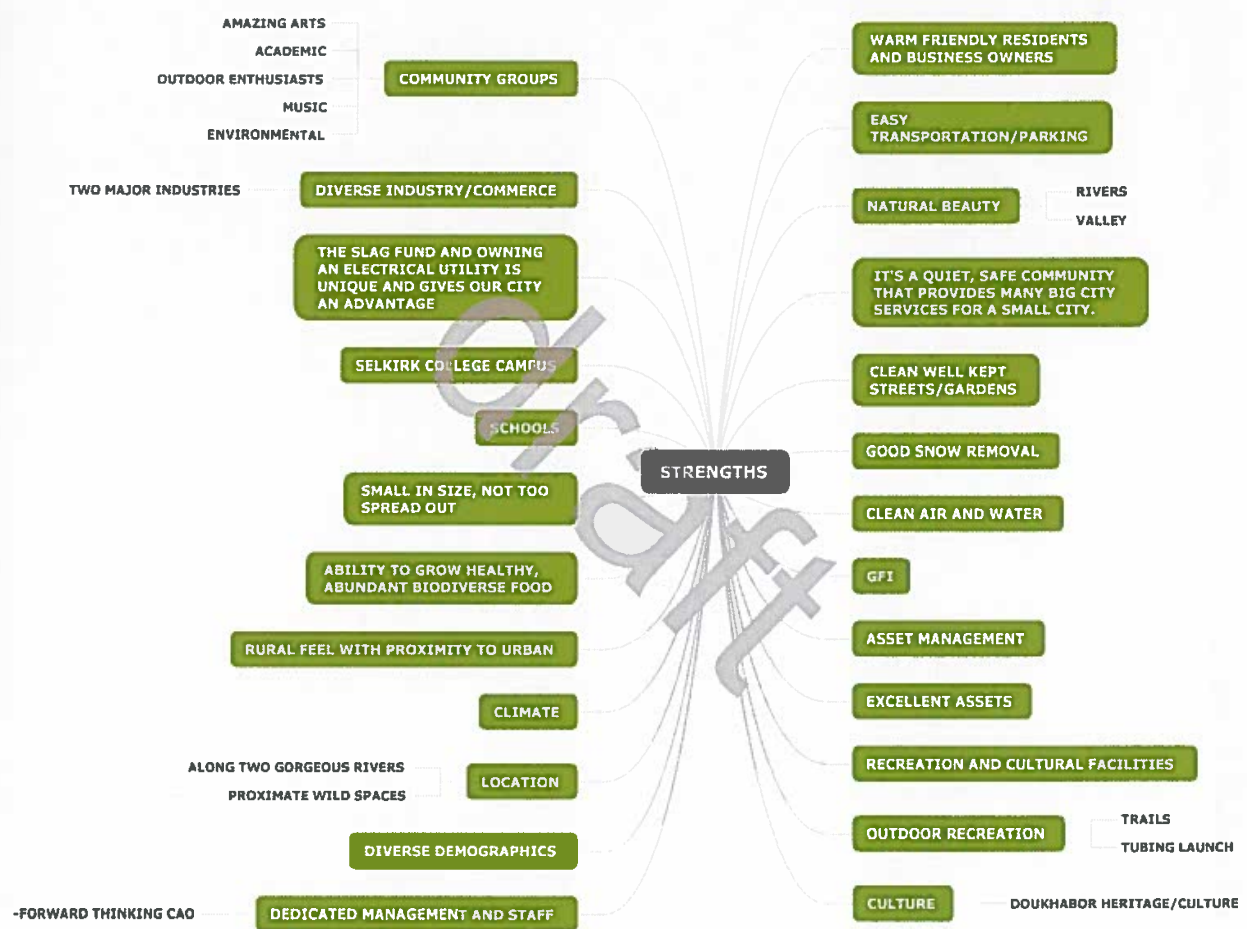 AMAZING ARTS
ACADEMIC
OUTDOOR ENTHUSIASTS
MUSIC
ENVIRONMENTAL
COMMUNITY GROUPS
TWO MAJOR INDUSTRIES
DIVERSE INDUSTRY/COMMERCE
THE SLAG FUND AND OWNING
AN ELECTRICAL UTILITY IS
UNIQUE AND GIVES OUR CITY
AN ADVANTAGE
SELKIRK COLLEGE CAMPUS
SCHOOLS
SMALL IN SIZE, NOT TOO
SPREAD OUT
ABILITY TO GROW HEALTHY,
ABUNDANT BIODIVERSE FOOD
RURAL FEEL WITH PROXIMITY TO URBAN
CLIMATE
ALONG TWO GORGEOUS RIVERS
PROXIMATE WILD SPACES
LOCATION
DIVERSE DEMOGRAPHICS
-FORWARD THINKING CAO
DEDICATED MANAGEMENT AND STAFF
STRENGTHS
draft
WARM FRIENDLY RESIDENTS
AND BUSINESS OWNERS
EASY
TRANSPORTATION/PARKING
NATURAL BEAUTY
RIVERS
VALLEY
IT'S A QUIET, SAFE COMMUNITY
THAT PROVIDES MANY BIG CITY
SERVICES FOR A SMALL CITY.
CLEAN WELL KEPT
STREETS/GARDENS
GOOD SNOW REMOVAL
CLEAN AIR AND WATER
GFI
ASSET MANAGEMENT
EXCELLENT ASSETS
RECREATION AND CULTURAL FACILITIES
OUTDOOR RECREATION
TRAILS
TUBING LAUNCH
CULTURE
DOUKHABOR HERITAGE/CULTURE